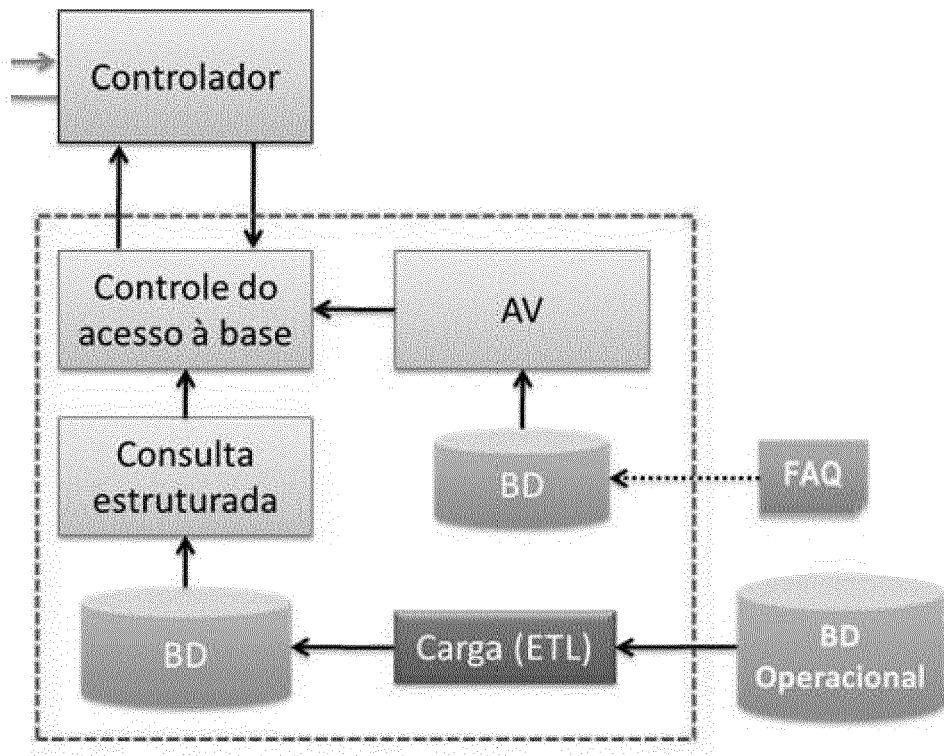 Controlador
Controle do
acesso à base
AV
Consulta
estruturada
BD
FAQ
BD
Carga (ETL)
BD
Operacional